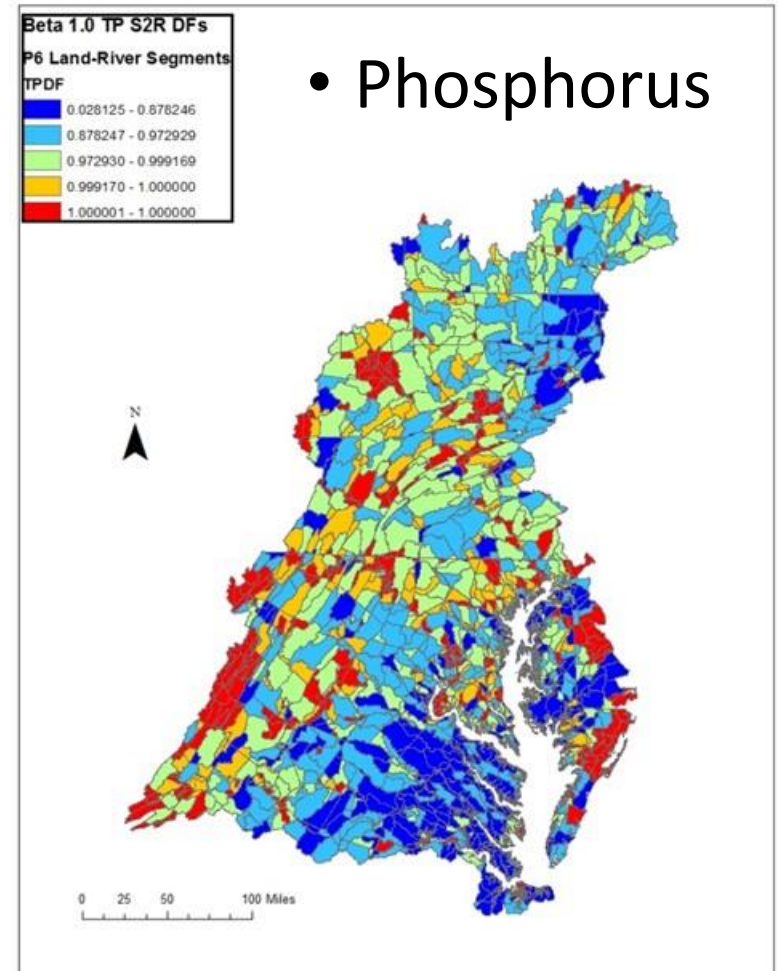 Beta 1.0 TP S2R DFs
P6 Land-River Segments
TPDF
0.028125 - 0.878246
0.878247 - 0.972929
0.972930 - 0.999169
0.999170 - 1.000000
1.000001 - 1.000000
• Phosphorus
N
0 25 50 100 Miles